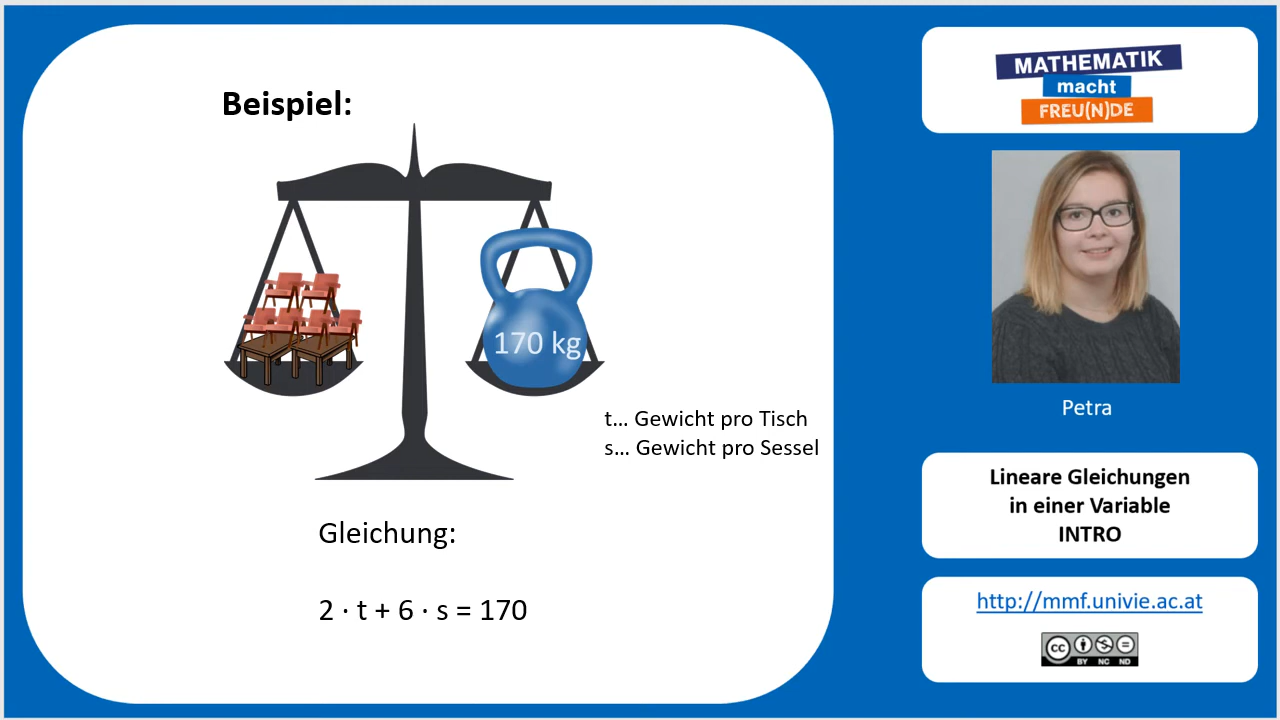 Beispiel:
170 kg
t... Gewicht pro Tisch
s... Gewicht pro Sessel
Gleichung:
2 · t + 6 · s = 170
MATHEMATIK
macht
FREU(N)DE
Petra
Lineare Gleichungen
in einer Variable
INTRO
http://mmf.univie.ac.at
cc
BY NC ND